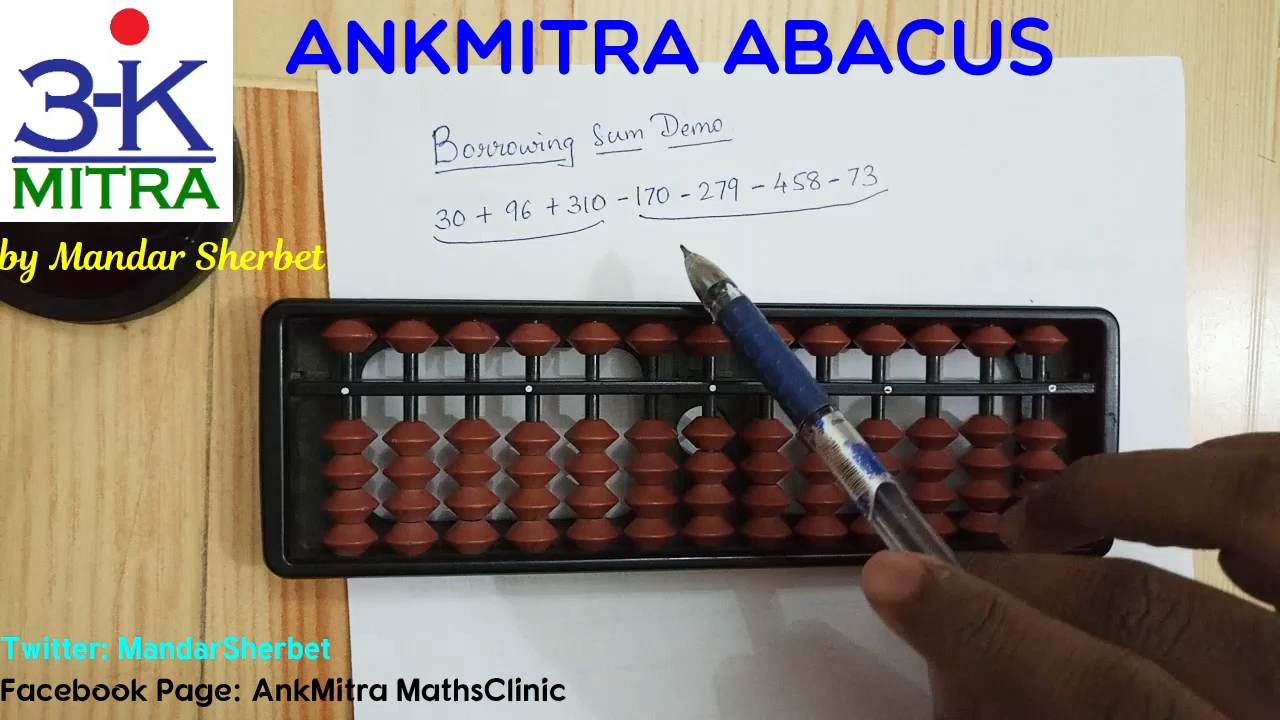 ANKMITRA ABACUS
3-K
MITRA
by Mandar Sherbet
Borrowing Sum Demo
30 + 96 + 310 - 170 - 279 - 458 - 73
Twitter: MandarSherbet
Facebook Page: AnkMitra MathsClinic